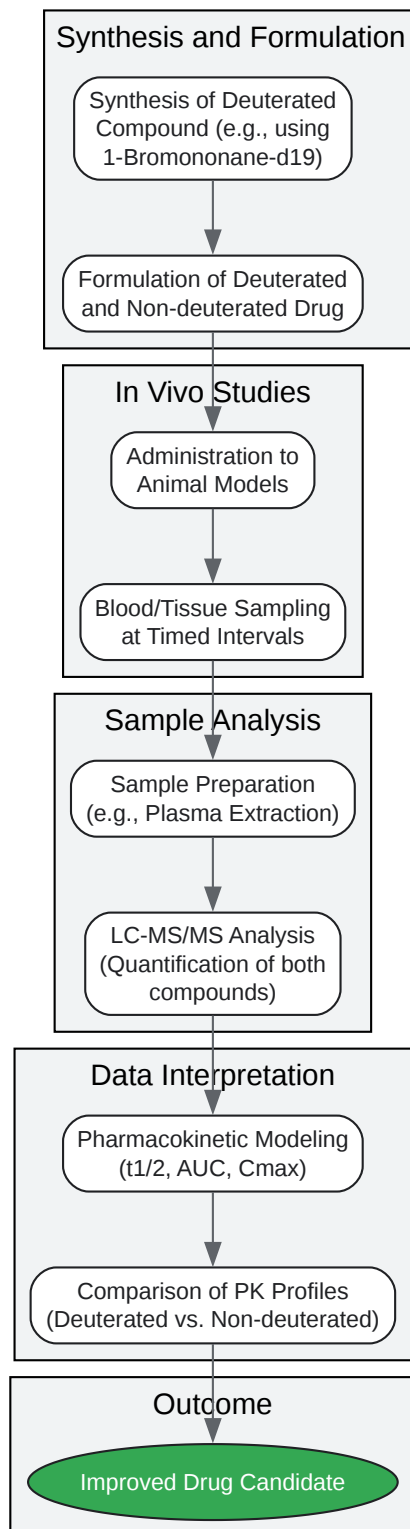 Synthesis and Formulation
Synthesis of Deuterated
Compound (e.g., using
1-Bromononane-d19)
Formulation of Deuterated
and Non-deuterated Drug
In Vivo Studies
Administration to
Animal Models
Blood/Tissue Sampling
at Timed Intervals
Sample Analysis
Sample Preparation
(e.g., Plasma Extraction)
LC-MS/MS Analysis
(Quantification of both
compounds)
Data Interpretation
Pharmacokinetic Modeling
(t1/2, AUC, Cmax)
Comparison of PK Profiles
(Deuterated vs. Non-deuterated)
Outcome
Improved Drug Candidate